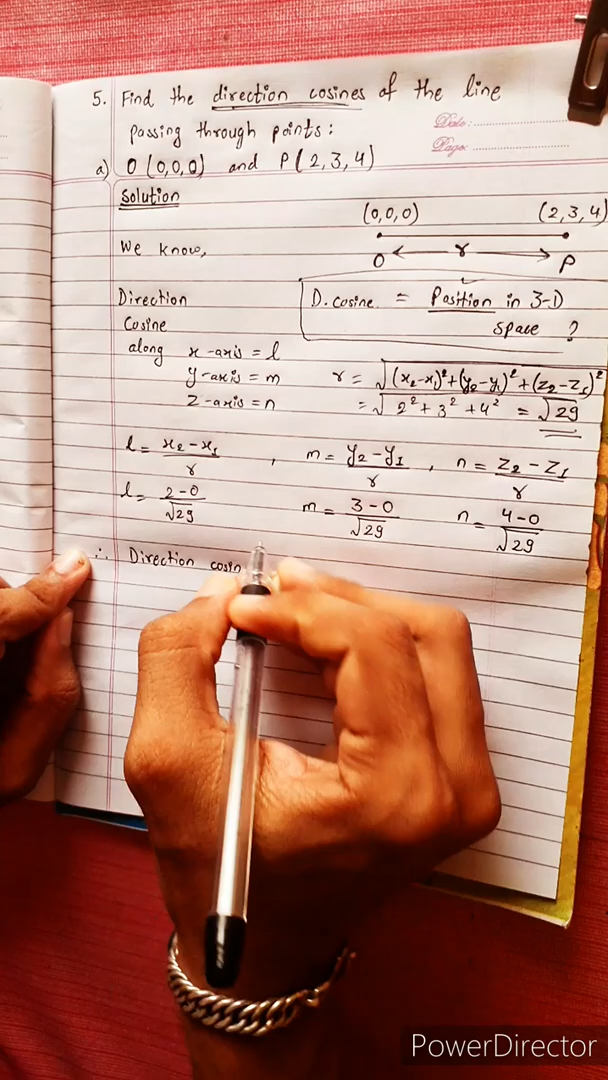 5. Find the direction cosines of the line
passing through points:
Date:
Page:
a) O (0,0,0) and P(2,3,4)
Solution
(0,0,0) (2,3,4)
We know,
O r P
Direction
Cosine
D. cosine = Position in 3-D
space ?
along x-axis = l
y-axis = m
z-axis = n
r = √(x₂-x₁)²+(y₂-y₁)²+(z₂-z₁)²
= √2²+3²+4² = √29
l = x₂-x₁/r , m = y₂-y₁/r , n = z₂-z₁/r
l = 2-0/√29 m = 3-0/√29 n = 4-0/√29
∴ Direction cosin
PowerDirector